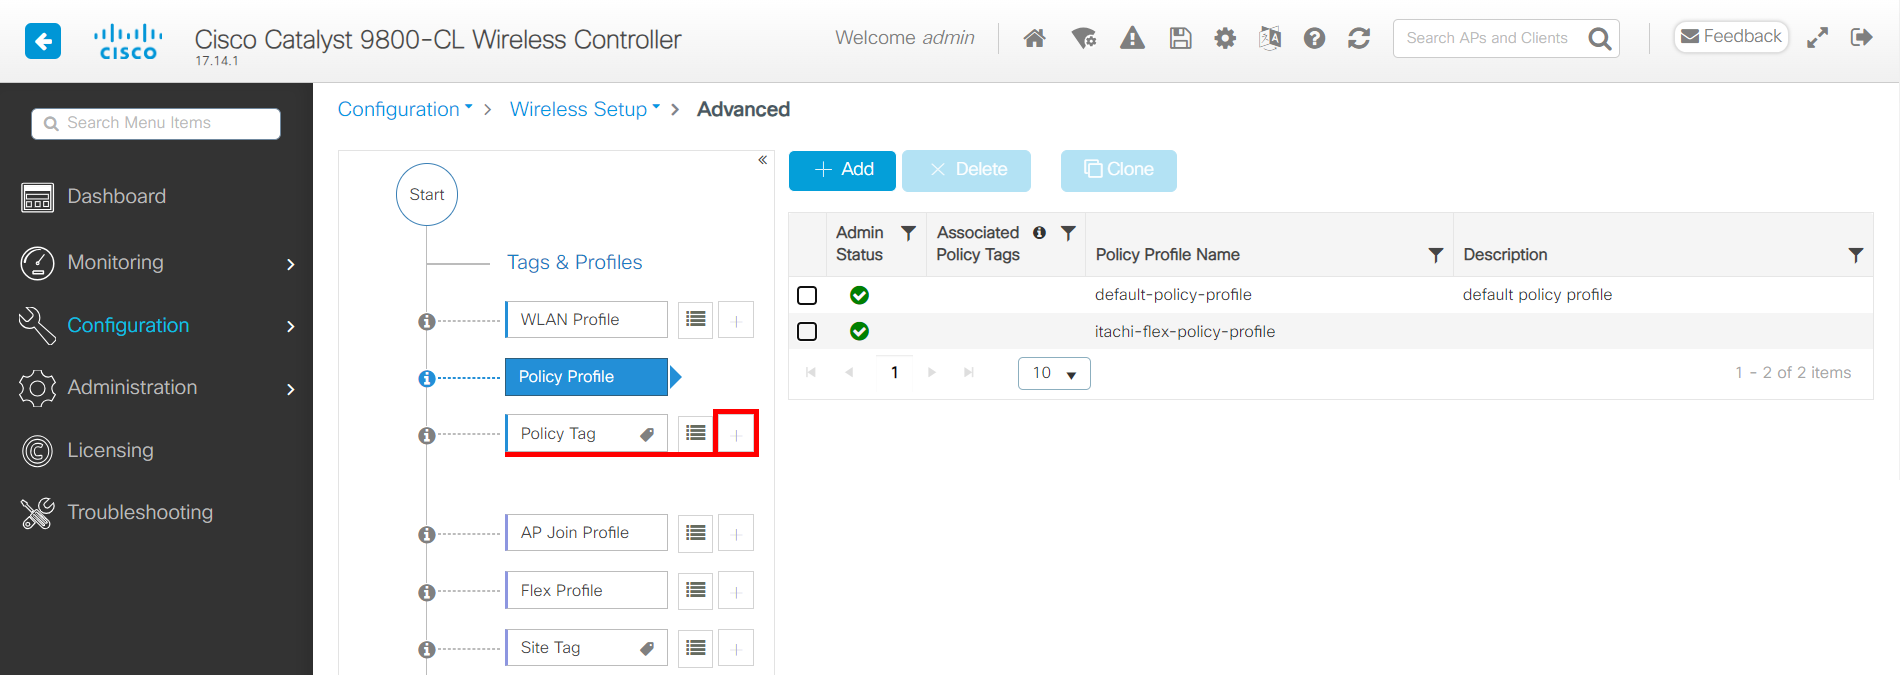 CISCO
Cisco Catalyst 9800-CL Wireless Controller
17.14.1
Welcome admin
Search APs and Clients
Feedback
Search Menu Items
Dashboard
Monitoring
Configuration
Administration
Licensing
Troubleshooting
Configuration > Wireless Setup > Advanced
Start
Tags & Profiles
WLAN Profile
Policy Profile
Policy Tag
AP Join Profile
Flex Profile
Site Tag
Add Delete Clone
Admin Status Associated Policy Tags Policy Profile Name Description
default-policy-profile default policy profile
itachi-flex-policy-profile
1 10 1 - 2 of 2 items